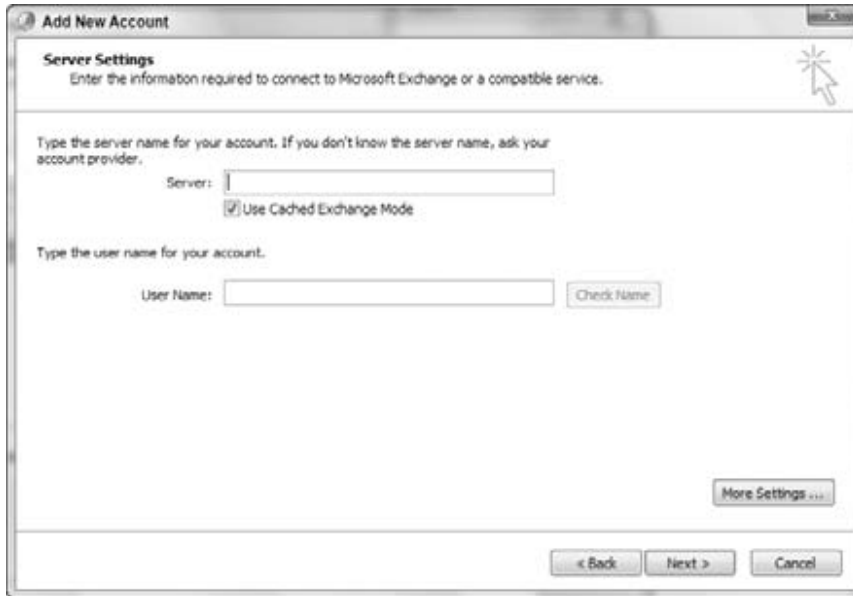 Add New Account
Server Settings
Enter the information required to connect to Microsoft Exchange or a compatible service.
Type the server name for your account. If you don't know the server name, ask your
account provider.
Server:
Use Cached Exchange Mode
Type the user name for your account.
User Name:
Check Name
More Settings ...
< Back
Next >
Cancel